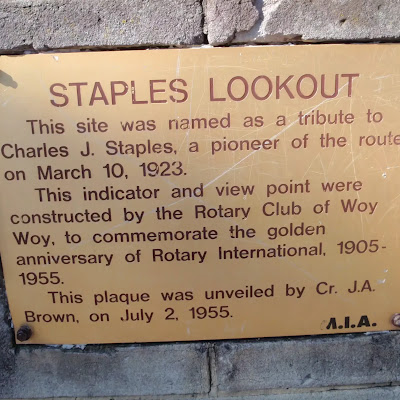 STAPLES LOOKOUT
This site was named as a tribute to
Charles J. Staples, a pioneer of the route
on March 10, 1923.
This indicator and view point were
constructed by the Rotary Club of Woy
Woy, to commemorate the golden
anniversary of Rotary International, 1905-
1955.
This plaque was unveiled by Cr. J.A.
Brown, on July 2, 1955.
M.I.A.